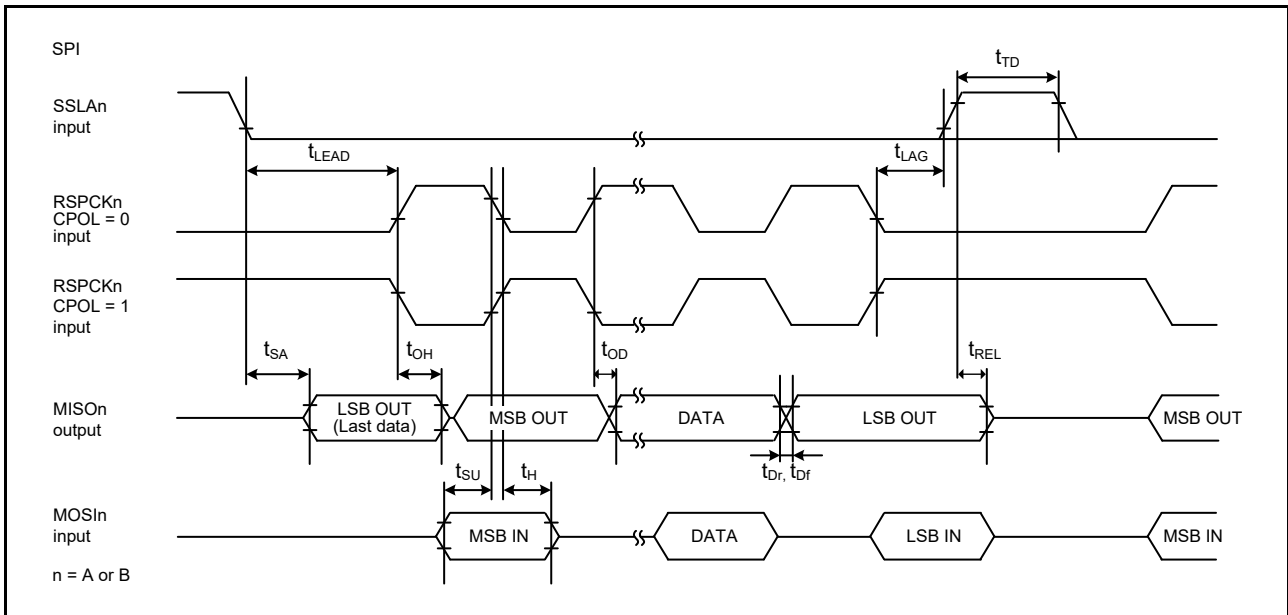 SPI
tTD
SSLAn
input
tLEAD
tLAG
RSPCKn
CPOL = 0
input
RSPCKn
CPOL = 1
input
tSA
tOH
tOD
tREL
MISOn
output
LSB OUT
(Last data)
MSB OUT
DATA
LSB OUT
MSB OUT
tSU
tH
tDr, tDf
MOSIn
input
MSB IN
DATA
LSB IN
MSB IN
n = A or B